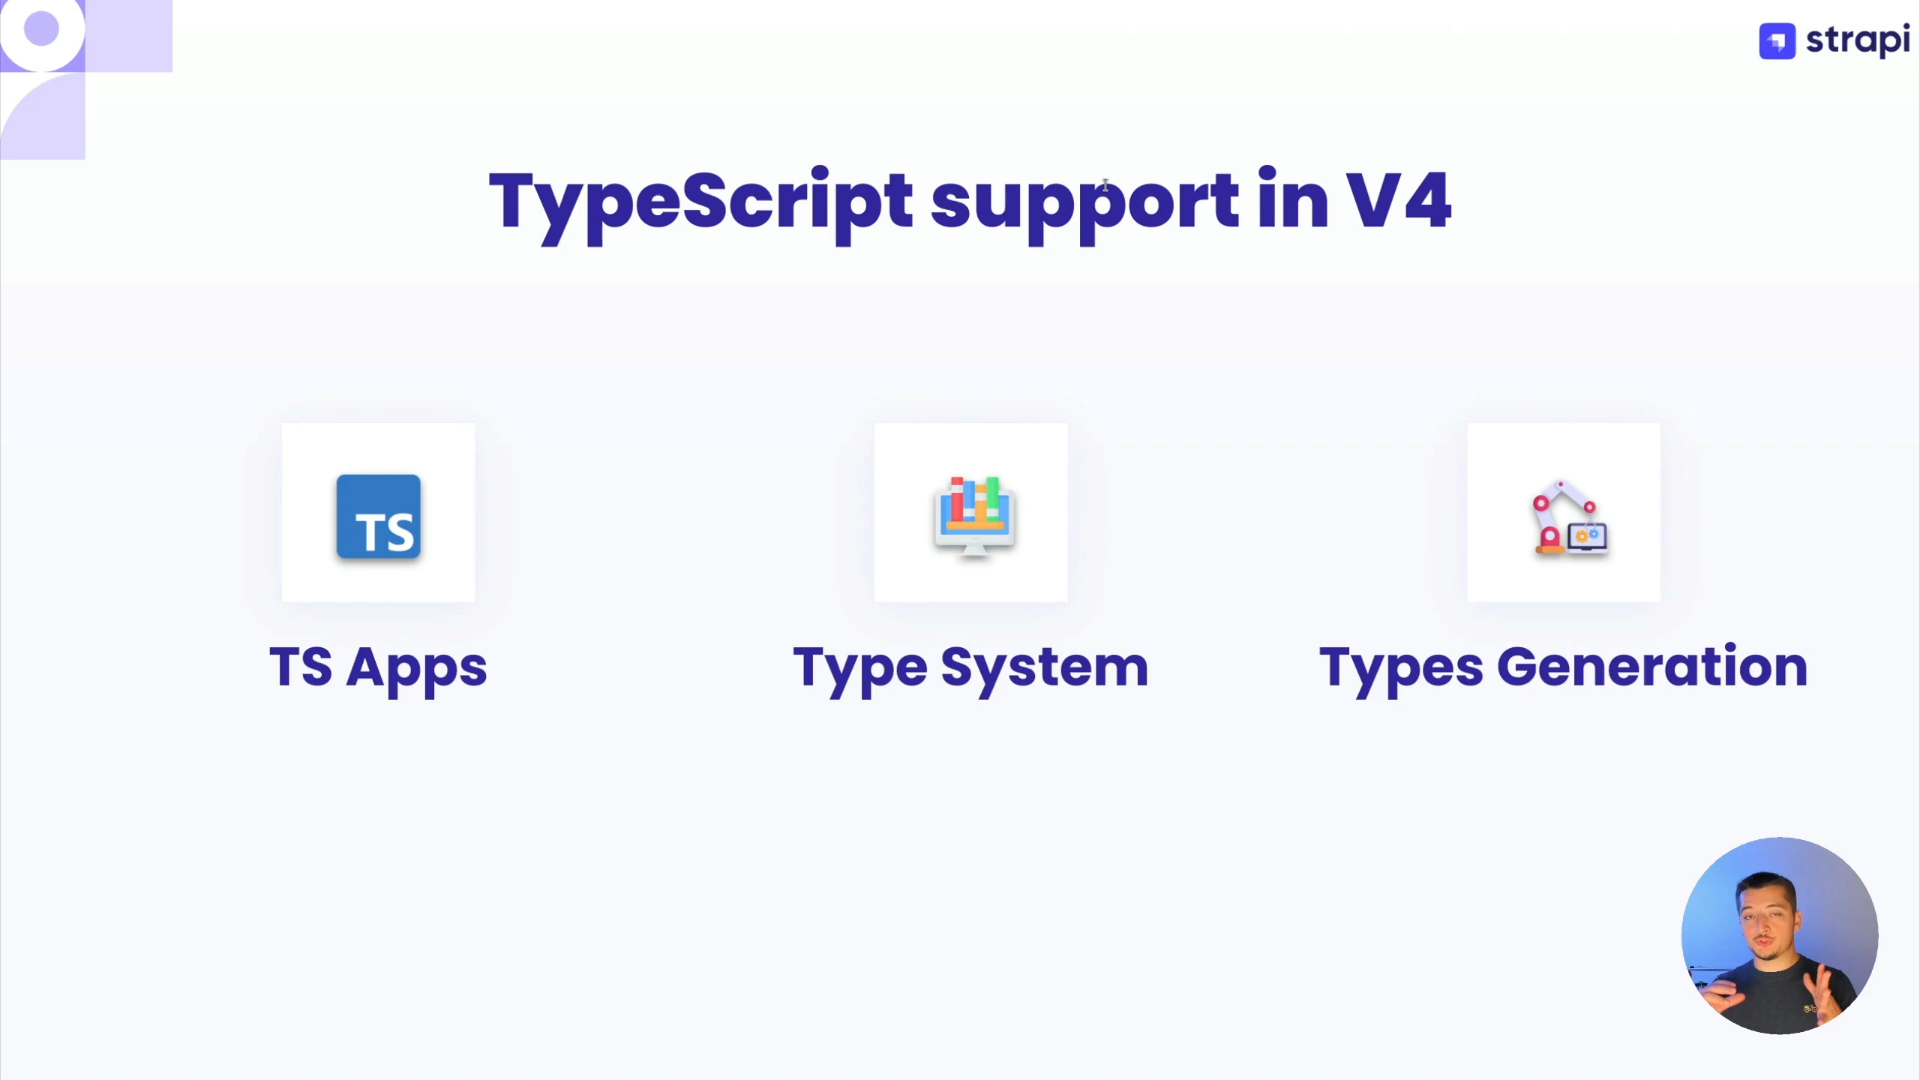 strapi
TypeScript support in V4
TS
TS Apps
Type System
Types Generation